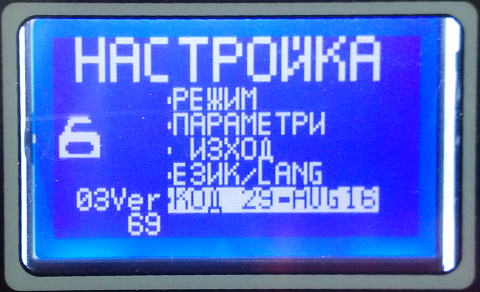 НАСТРОЙКА
·РЕЖИМ
·ПАРАМЕТРИ
· ИЗХОД
·ЕЗИК/LANG
03Ver ·КОД 29-AUG16
69